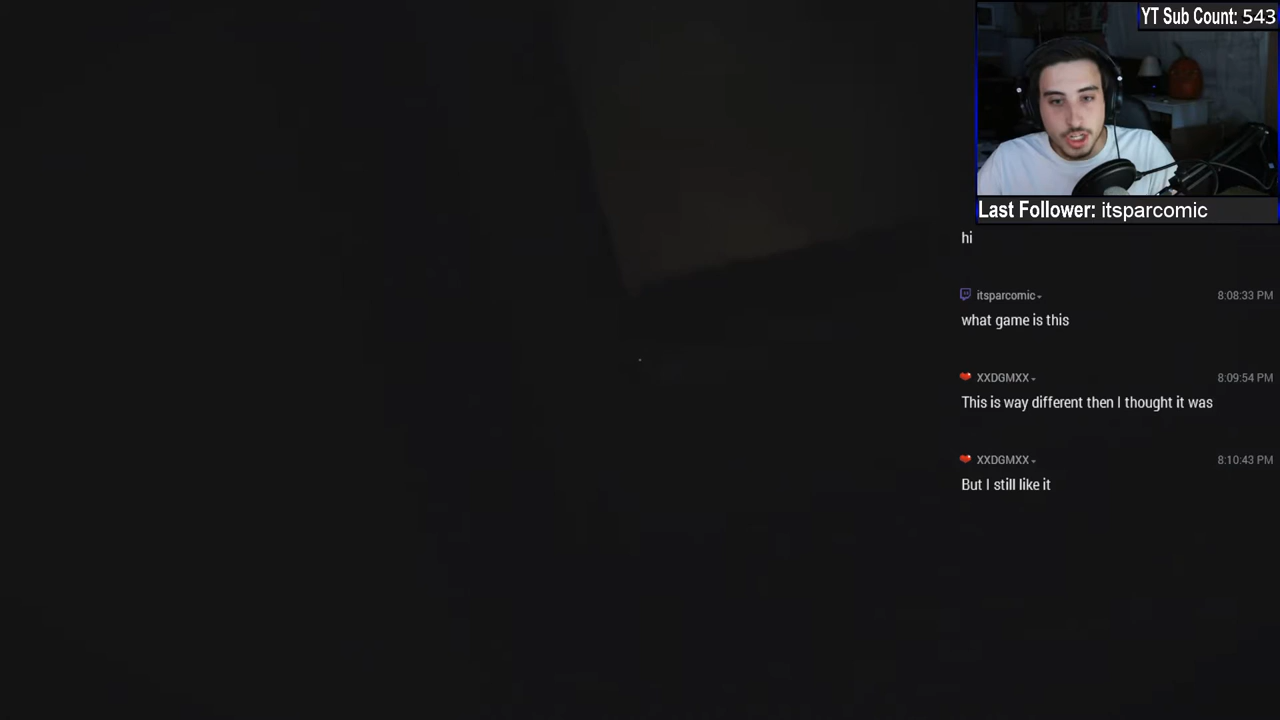 YT Sub Count: 543
Last Follower: itsparcomic
hi
itsparcomic 8:08:33 PM
what game is this
XXDGMXX 8:09:54 PM
This is way different then I thought it was
XXDGMXX 8:10:43 PM
But I still like it